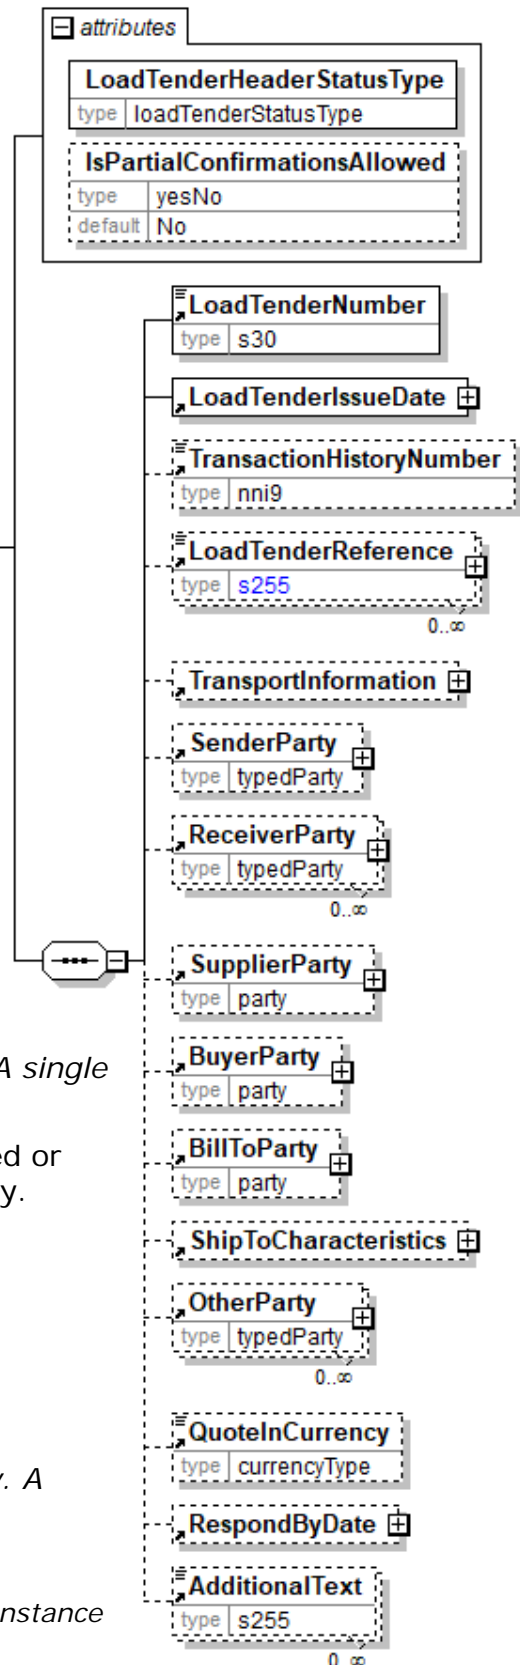 attributes
LoadTenderHeaderStatusType
type loadTenderStatusType
IsPartialConfirmationsAllowed
type yesNo
default No
LoadTenderNumber
type s30
LoadTenderIssueDate
TransactionHistoryNumber
type nni9
LoadTenderReference
type s255
0..∞
TransportInformation
SenderParty
type typedParty
ReceiverParty
type typedParty
0..∞
SupplierParty
type party
A single
BuyerParty
type party
ed or
BillToParty
type party
y.
ShipToCharacteristics
OtherParty
type typedParty
0..∞
QuoteInCurrency
type currencyType
. A
RespondByDate
AdditionalText
type s255
nstance
0..∞